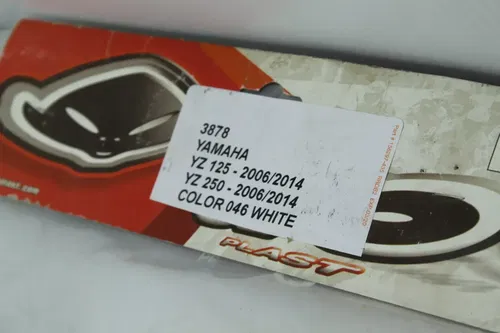 3878
YAMAHA
YZ 125 - 2006/2014
YZ 250 - 2006/2014
COLOR 046 WHITE
PLAST